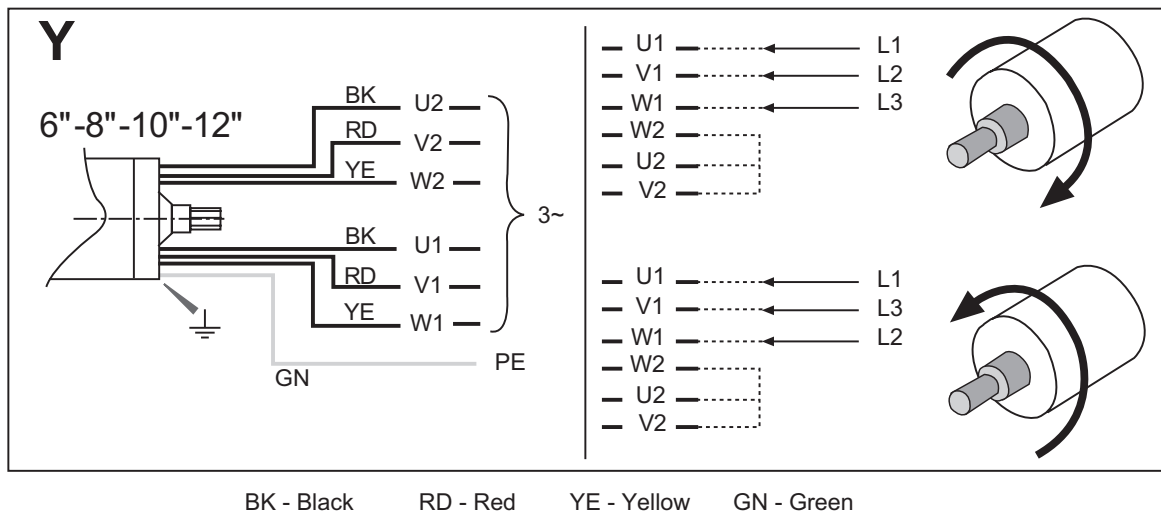 Y
6"-8"-10"-12"
BK U2
RD V2
YE W2
BK U1
RD V1
YE W1
3~
GN
PE
U1 L1
V1 L2
W1 L3
W2
U2
V2
U1 L1
V1 L3
W1 L2
W2
U2
V2
BK - Black RD - Red YE - Yellow GN - Green